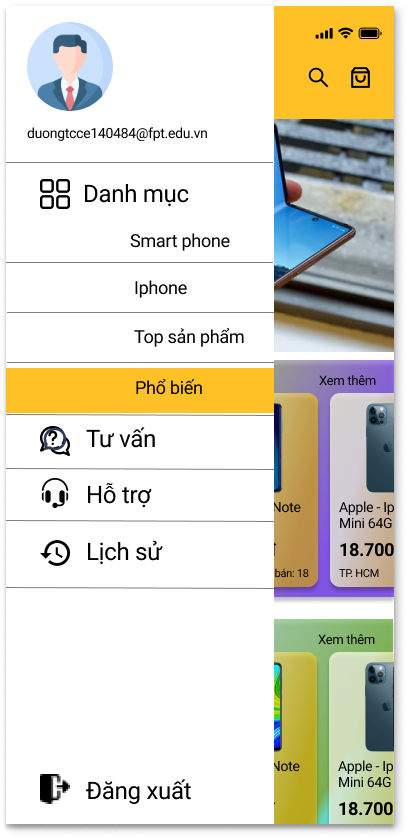 duongtcce140484@fpt.edu.vn
Danh mục
Smart phone
Iphone
Top sản phẩm
Phổ biến
Tư vấn
Hỗ trợ
Lịch sử
Đăng xuất
Xem thêm
Note
bán: 18
Apple - Ip
Mini 64G
18.700
TP. HCM
Xem thêm
Note
Apple - Ip
Mini 64G
18.700